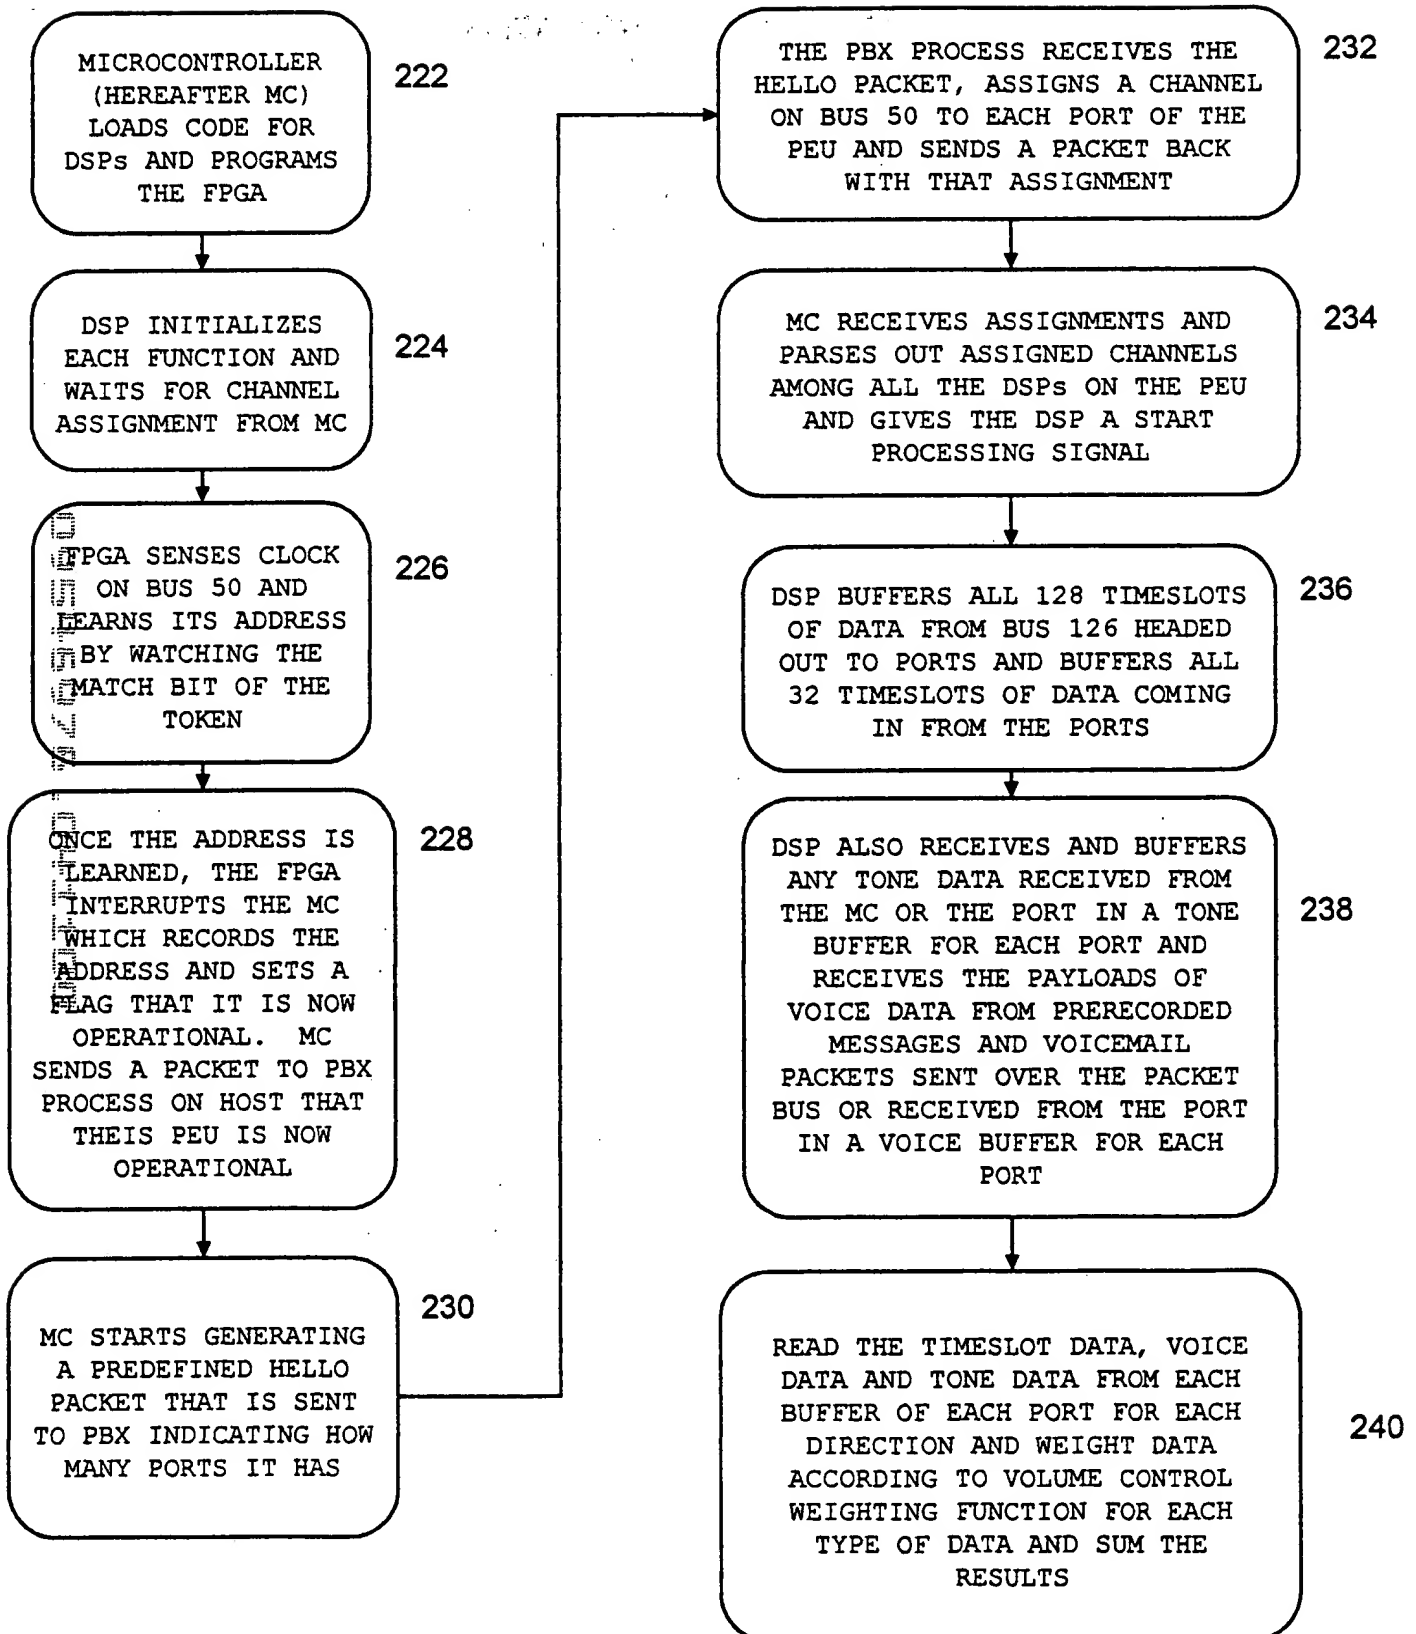 MICROCONTROLLER
(HEREAFTER MC)
LOADS CODE FOR
DSPs AND PROGRAMS
THE FPGA
222
DSP INITIALIZES
EACH FUNCTION AND
WAITS FOR CHANNEL
ASSIGNMENT FROM MC
224
FPGA SENSES CLOCK
ON BUS 50 AND
LEARNS ITS ADDRESS
BY WATCHING THE
MATCH BIT OF THE
TOKEN
226
ONCE THE ADDRESS IS
LEARNED, THE FPGA
INTERRUPTS THE MC
WHICH RECORDS THE
ADDRESS AND SETS A
FLAG THAT IT IS NOW
OPERATIONAL. MC
SENDS A PACKET TO PBX
PROCESS ON HOST THAT
THEIS PEU IS NOW
OPERATIONAL
228
MC STARTS GENERATING
A PREDEFINED HELLO
PACKET THAT IS SENT
TO PBX INDICATING HOW
MANY PORTS IT HAS
230
THE PBX PROCESS RECEIVES THE
HELLO PACKET, ASSIGNS A CHANNEL
ON BUS 50 TO EACH PORT OF THE
PEU AND SENDS A PACKET BACK
WITH THAT ASSIGNMENT
232
MC RECEIVES ASSIGNMENTS AND
PARSES OUT ASSIGNED CHANNELS
AMONG ALL THE DSPs ON THE PEU
AND GIVES THE DSP A START
PROCESSING SIGNAL
234
DSP BUFFERS ALL 128 TIMESLOTS
OF DATA FROM BUS 126 HEADED
OUT TO PORTS AND BUFFERS ALL
32 TIMESLOTS OF DATA COMING
IN FROM THE PORTS
236
DSP ALSO RECEIVES AND BUFFERS
ANY TONE DATA RECEIVED FROM
THE MC OR THE PORT IN A TONE
BUFFER FOR EACH PORT AND
RECEIVES THE PAYLOADS OF
VOICE DATA FROM PRERECORDED
MESSAGES AND VOICEMAIL
PACKETS SENT OVER THE PACKET
BUS OR RECEIVED FROM THE PORT
IN A VOICE BUFFER FOR EACH
PORT
238
READ THE TIMESLOT DATA, VOICE
DATA AND TONE DATA FROM EACH
BUFFER OF EACH PORT FOR EACH
DIRECTION AND WEIGHT DATA
ACCORDING TO VOLUME CONTROL
WEIGHTING FUNCTION FOR EACH
TYPE OF DATA AND SUM THE
RESULTS
240